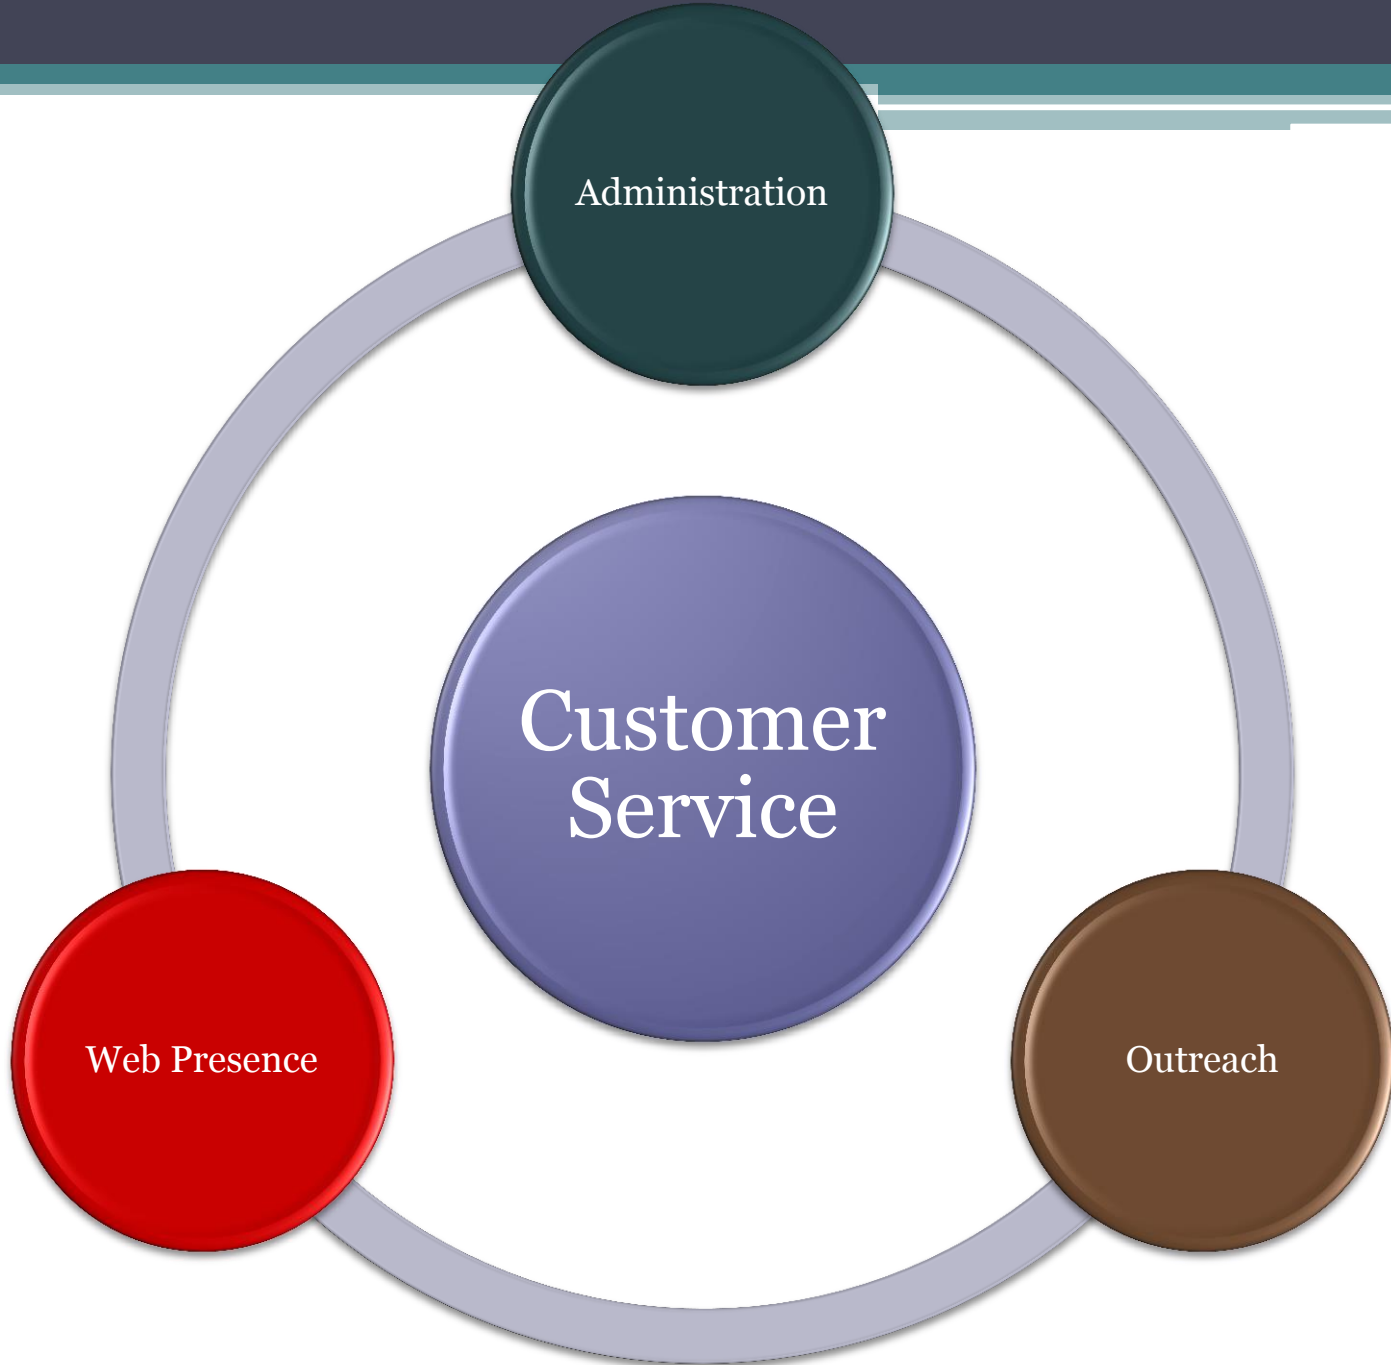 Administration
Customer
Service
Web Presence
Outreach